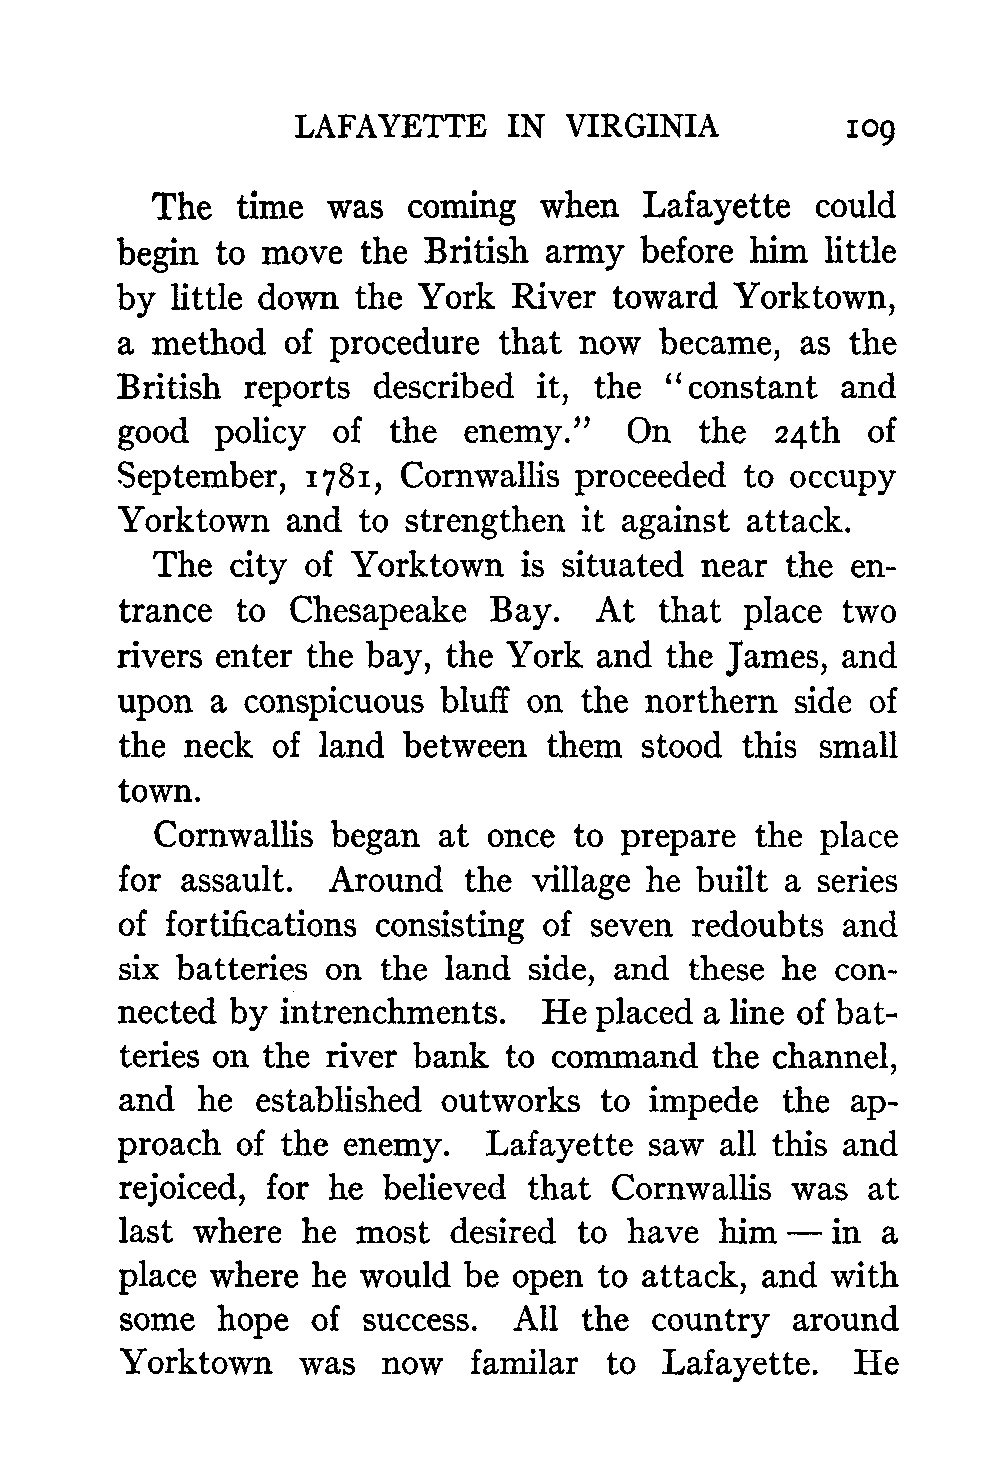 LAFAYETTE IN VIRGINIA 109
The time was coming when Lafayette could
begin to move the British army before him little
by little down the York River toward Yorktown,
a method of procedure that now became, as the
British reports described it, the “constant and
good policy of the enemy.” On the 24th of
September, 1781, Cornwallis proceeded to occupy
Yorktown and to strengthen it against attack.
The city of Yorktown is situated near the en-
trance to Chesapeake Bay. At that place two
rivers enter the bay, the York and the James, and
upon a conspicuous bluff on the northern side of
the neck of land between them stood this small
town.
Cornwallis began at once to prepare the place
for assault. Around the village he built a series
of fortifications consisting of seven redoubts and
six batteries on the land side, and these he con-
nected by intrenchments. He placed a line of bat-
teries on the river bank to command the channel,
and he established outworks to impede the ap-
proach of the enemy. Lafayette saw all this and
rejoiced, for he believed that Cornwallis was at
last where he most desired to have him — in a
place where he would be open to attack, and with
some hope of success. All the country around
Yorktown was now familar to Lafayette. He